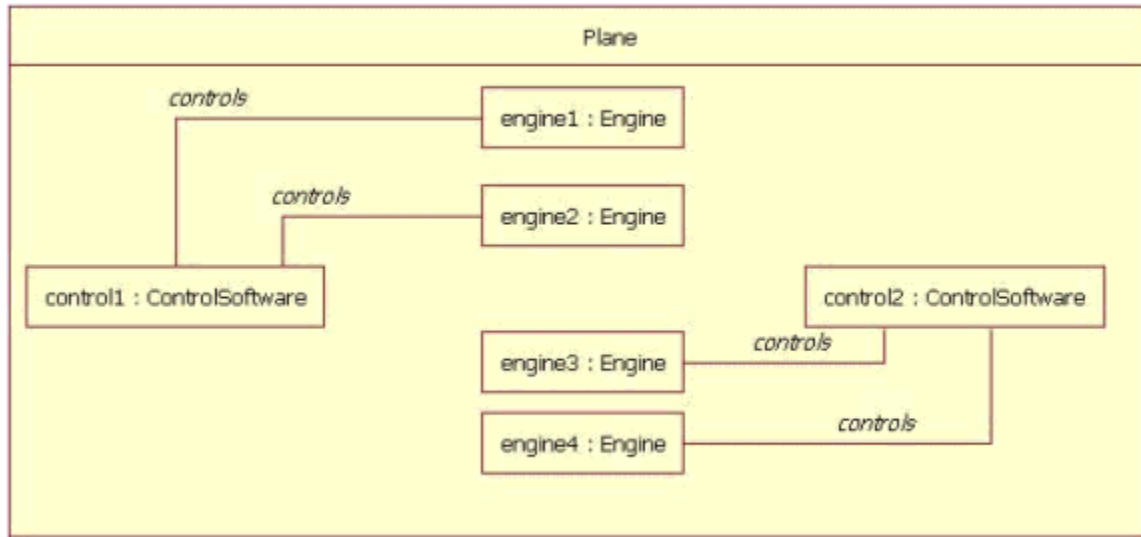 Plane
controls
engine1 : Engine
controls
engine2 : Engine
control1 : ControlSoftware
control2 : ControlSoftware
controls
engine3 : Engine
controls
engine4 : Engine